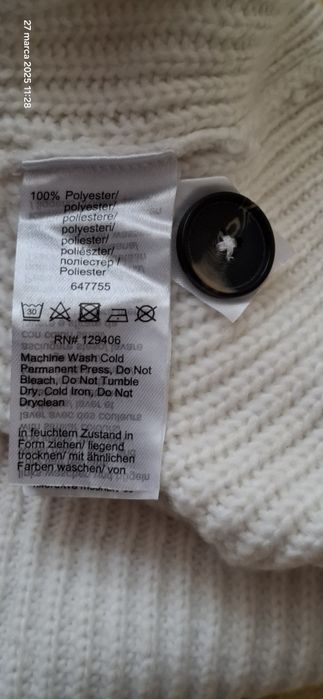 27 marca 2025 11:28
100% Polyester/
polyester/
poliestere/
polyesteri/
poliester/
poliészter/
полиестер /
Poliester
647755
30
RN# 129406
Machine Wash Cold
Permanent Press, Do Not
Bleach, Do Not Tumble
Dry, Cold Iron, Do Not
Dryclean
in feuchtem Zustand in
Form ziehen/ liegend
trocknen/ mit ähnlichen
Farben waschen/ von